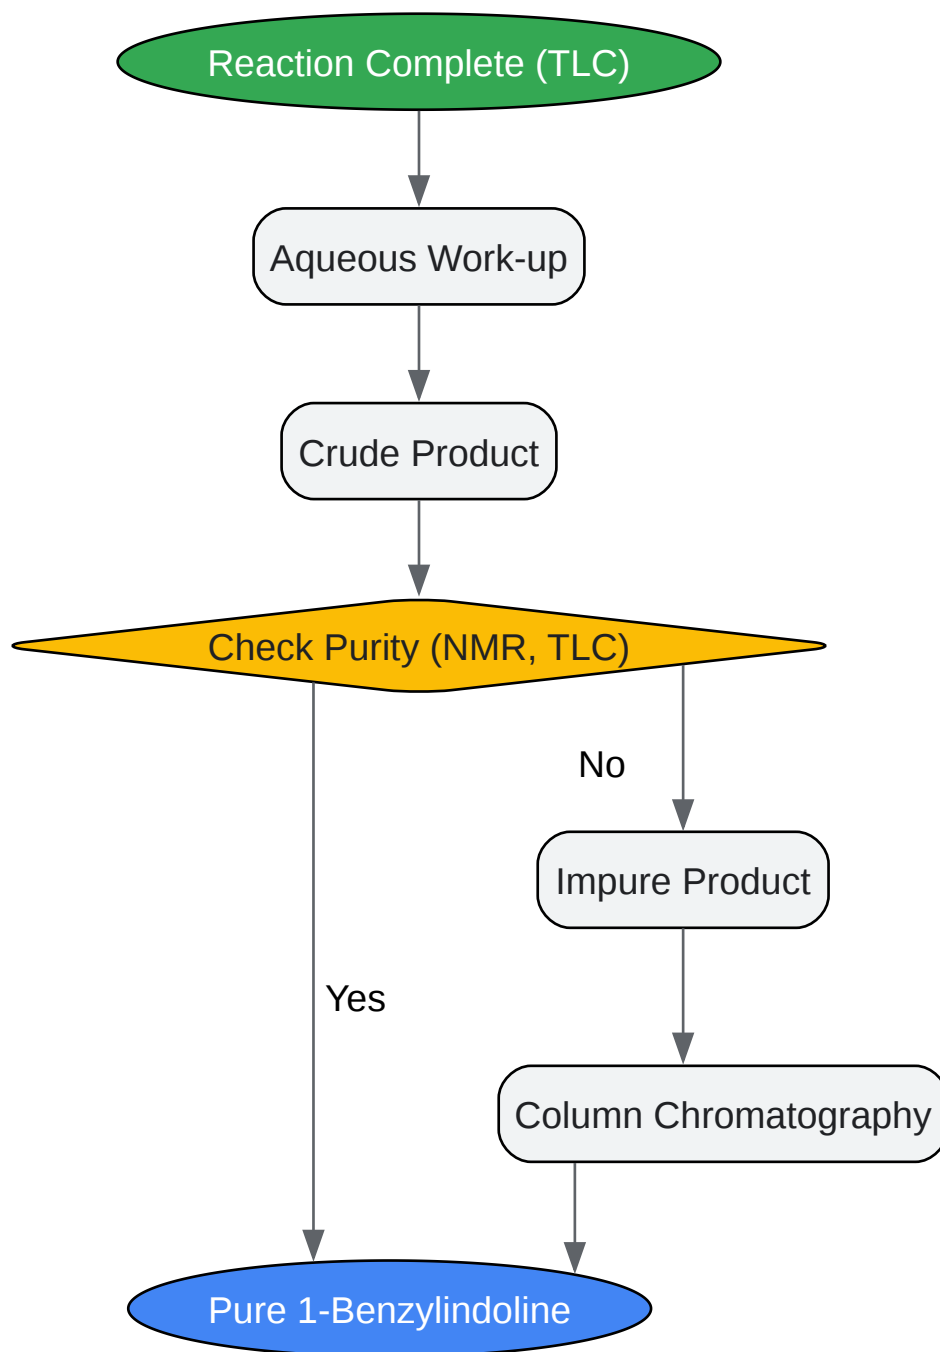 Reaction Complete (TLC)
Aqueous Work-up
Crude Product
Check Purity (NMR, TLC)
No
Impure Product
Yes
Column Chromatography
Pure 1-Benzylindoline